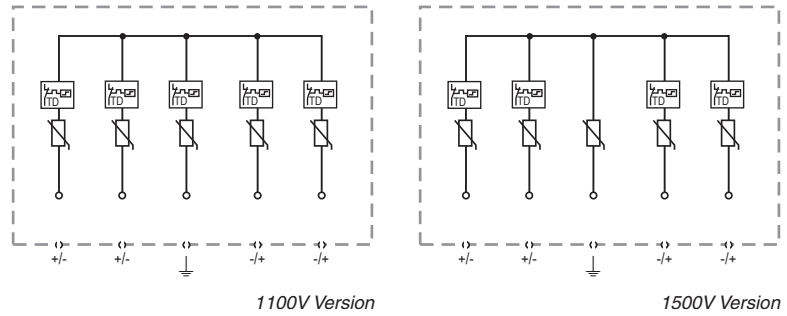 TD TD TD TD TD TD TD TD TD
+/- +/- -/+ -/+ +/- +/- -/+ -/+
1100V Version 1500V Version